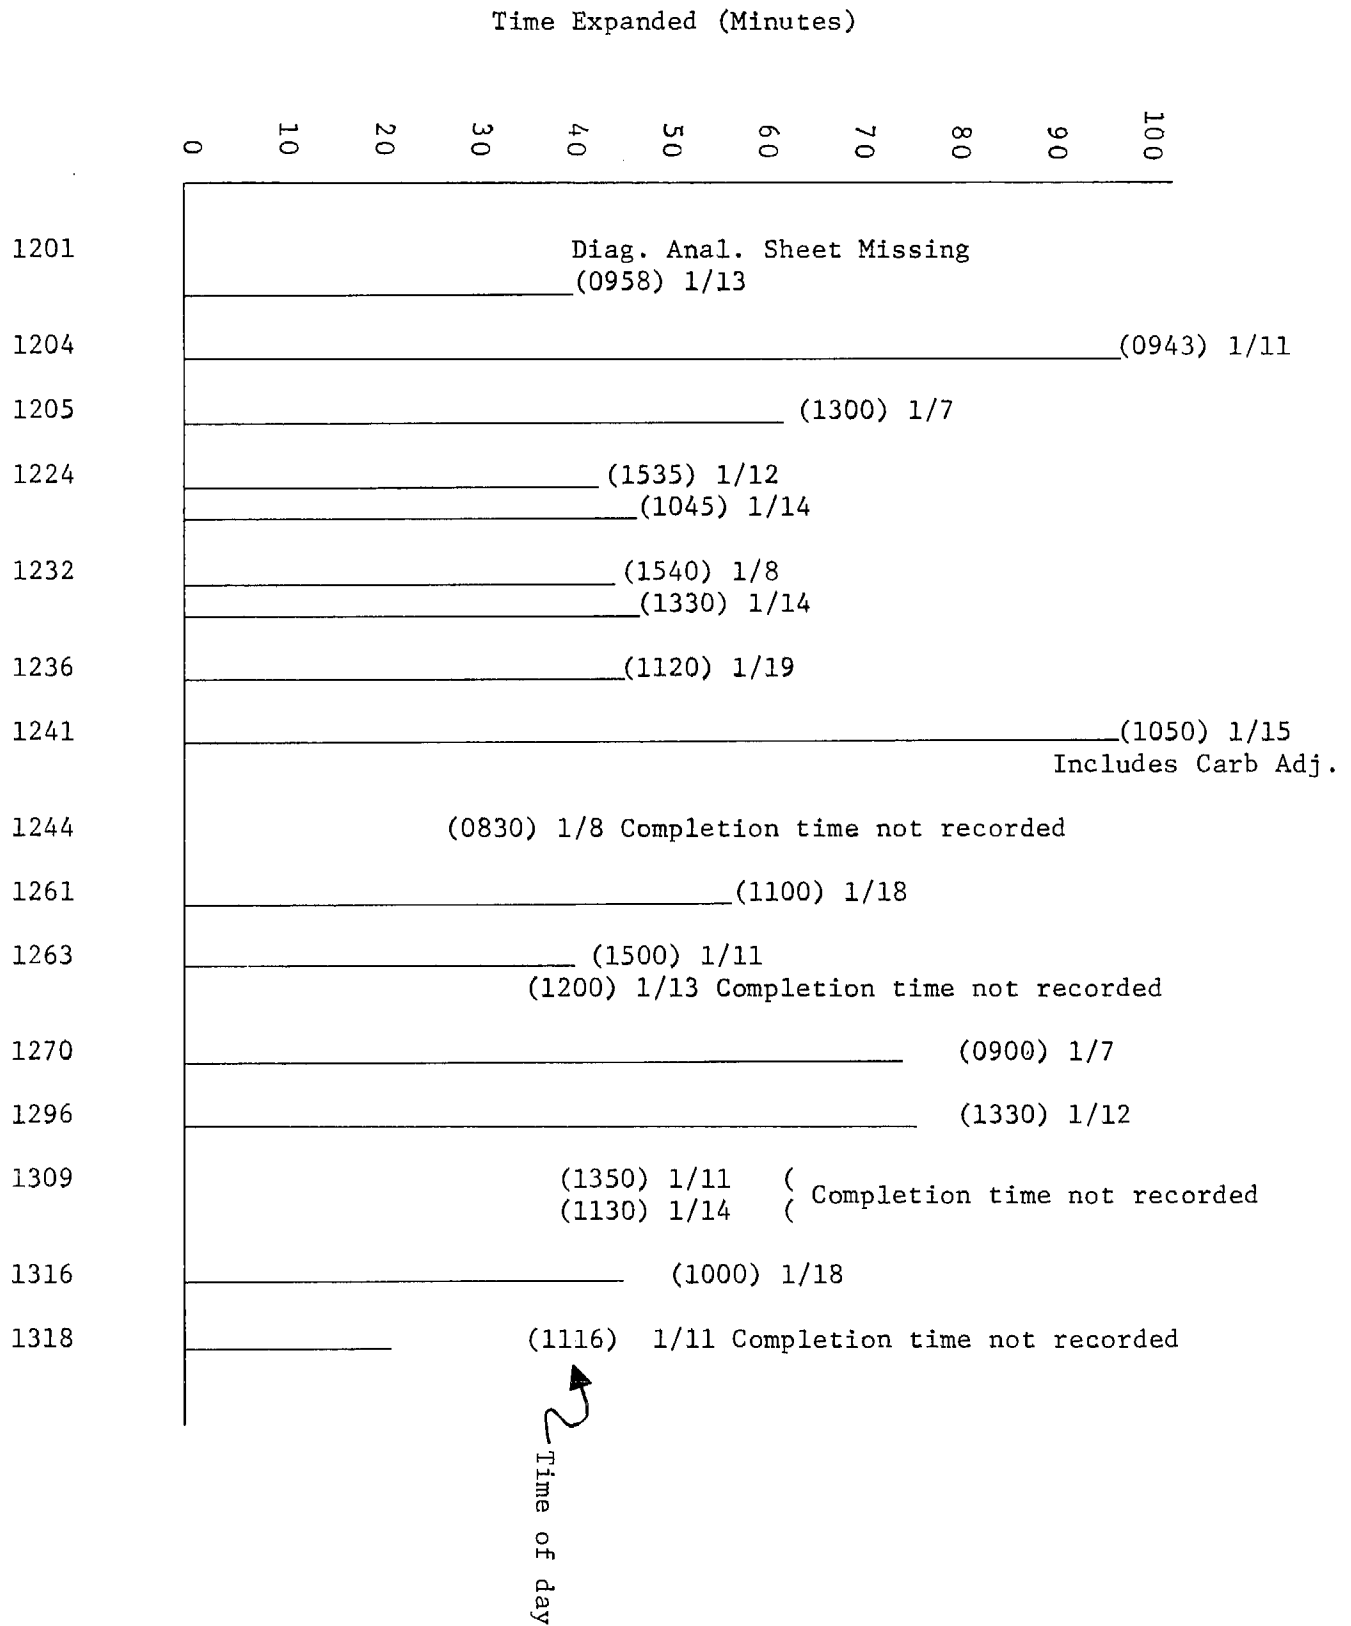 Time Expanded (Minutes)
0 10 20 30 40 50 60 70 80 90 100
1201 Diag. Anal. Sheet Missing
(0958) 1/13
1204 (0943) 1/11
1205 (1300) 1/7
1224 (1535) 1/12
(1045) 1/14
1232 (1540) 1/8
(1330) 1/14
1236 (1120) 1/19
1241 (1050) 1/15
Includes Carb Adj.
1244 (0830) 1/8 Completion time not recorded
1261 (1100) 1/18
1263 (1500) 1/11
(1200) 1/13 Completion time not recorded
1270 (0900) 1/7
1296 (1330) 1/12
1309 (1350) 1/11 ( Completion time not recorded
(1130) 1/14 (
1316 (1000) 1/18
1318 (1116) 1/11 Completion time not recorded
Time of day